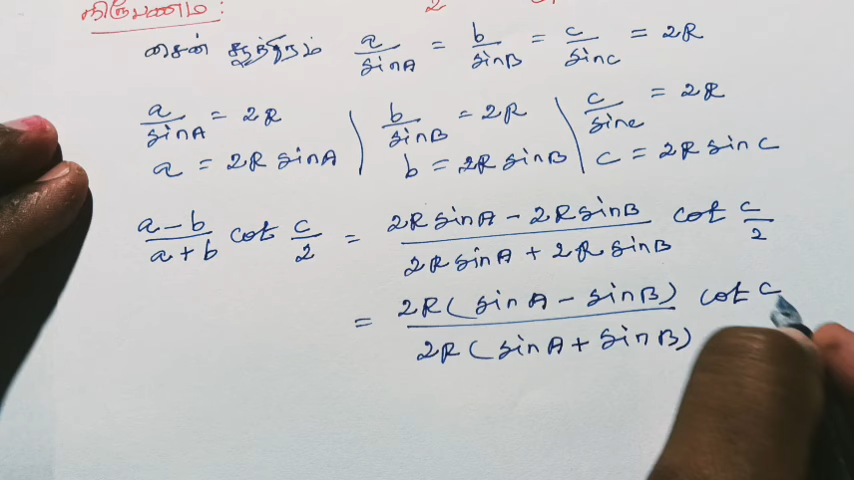 நிரூபணம்:
சைன் சூத்திரம் a/sinA = b/sinB = c/sinC = 2R
a/sinA = 2R | b/sinB = 2R | c/sinc = 2R
a = 2R sinA | b = 2R sinB | c = 2R sin C
a-b/a+b cot c/2 = 2R sinA - 2R sinB/2R sinA + 2R sinB cot c/2
= 2R (sinA - sinB)/2R (sinA + sinB) cot c